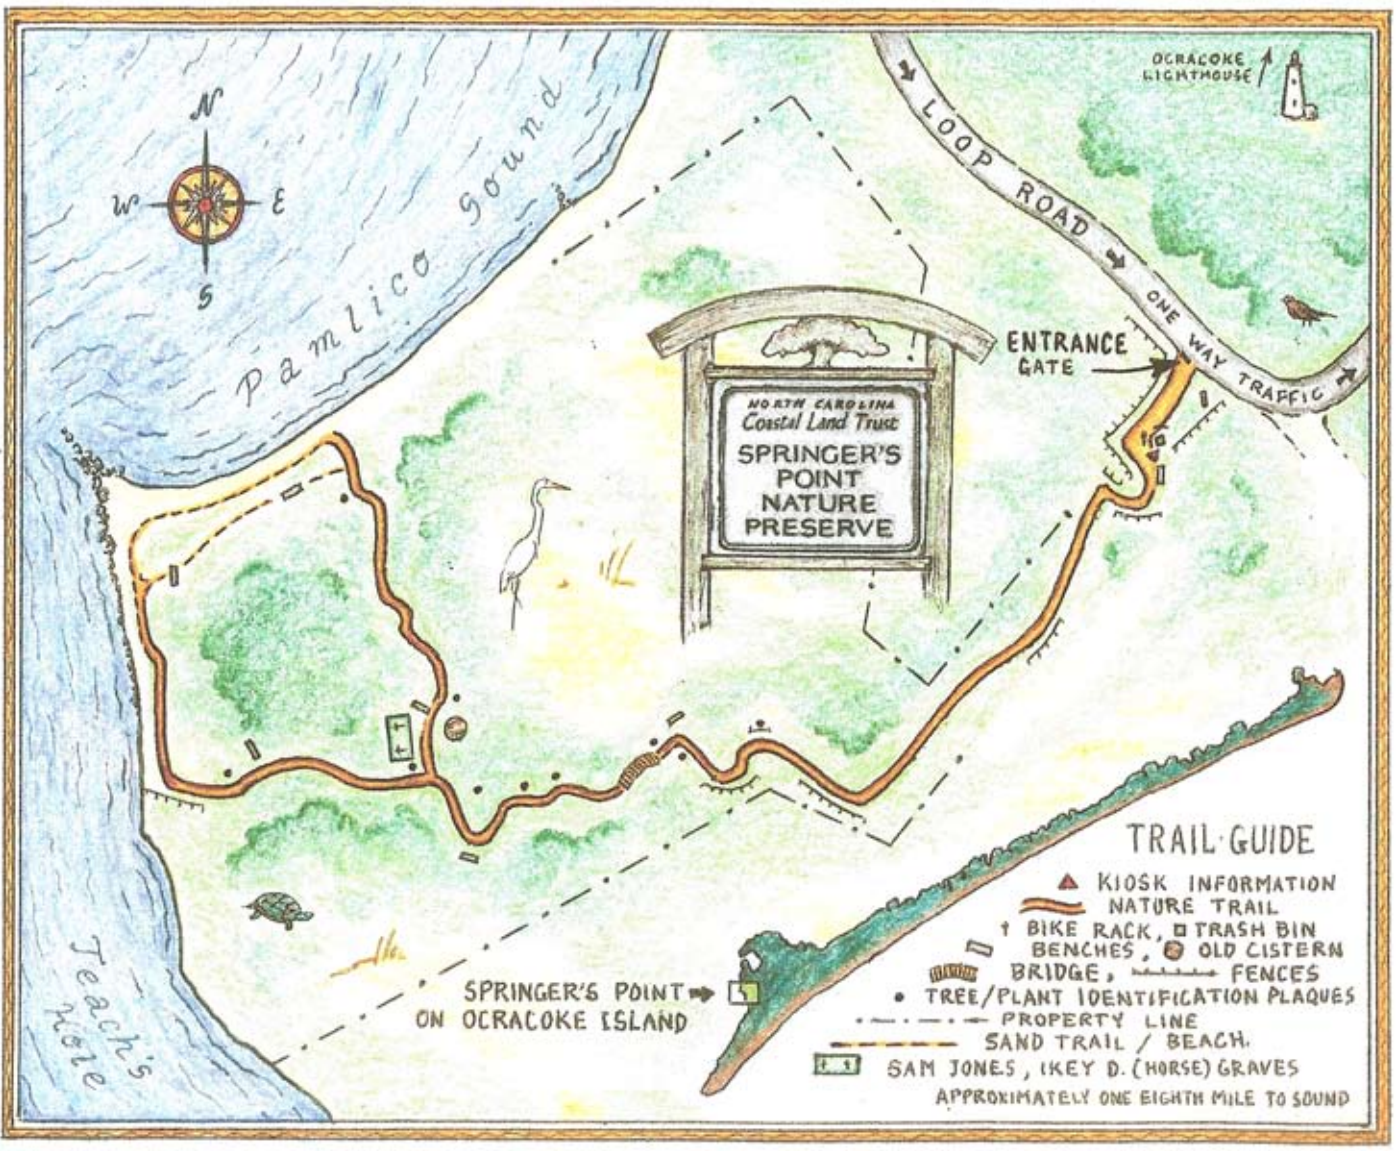 OCRACOKE
LIGHTHOUSE
N
W
E
S
Pamlico Sound
LOOP ROAD
ONE WAY TRAFFIC
ENTRANCE
GATE
NORTH CAROLINA
Coastal Land Trust
SPRINGER'S
POINT
NATURE
PRESERVE
Teach's
Hole
SPRINGER'S POINT
ON OCRACOKE ISLAND
TRAIL GUIDE
KIOSK INFORMATION
NATURE TRAIL
BIKE RACK, TRASH BIN
BENCHES, OLD CISTERN
BRIDGE, FENCES
TREE/PLANT IDENTIFICATION PLAQUES
PROPERTY LINE
SAND TRAIL / BEACH.
SAM JONES, IKEY D. (HORSE) GRAVES
APPROXIMATELY ONE EIGHTH MILE TO SOUND